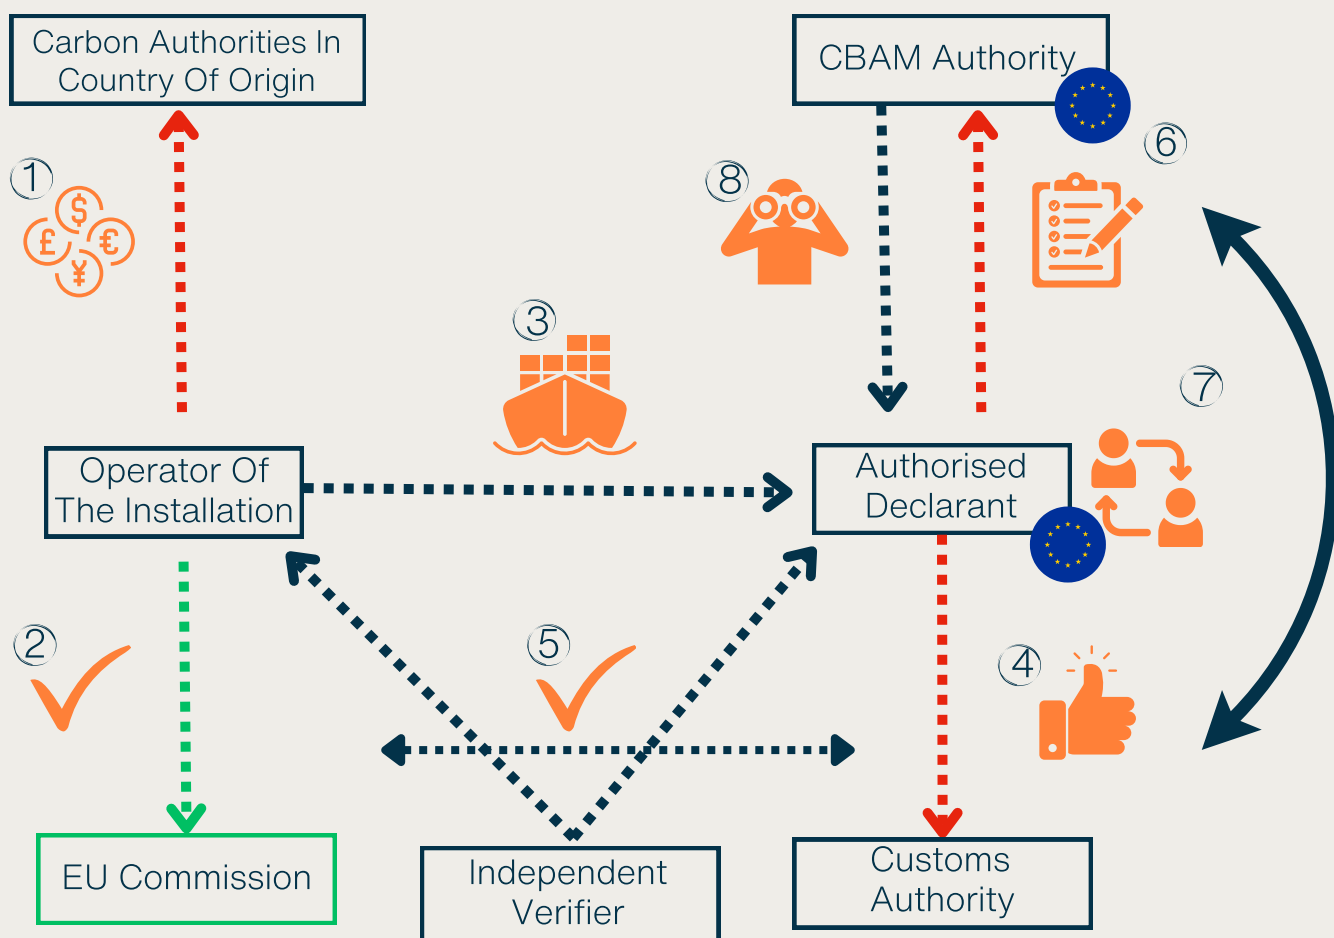 Carbon Authorities In
Country Of Origin
CBAM Authority
1
$
£
€
¥
8
6
3
7
Operator Of
The Installation
Authorised
Declarant
2
5
4
EU Commission
Independent
Verifier
Customs
Authority